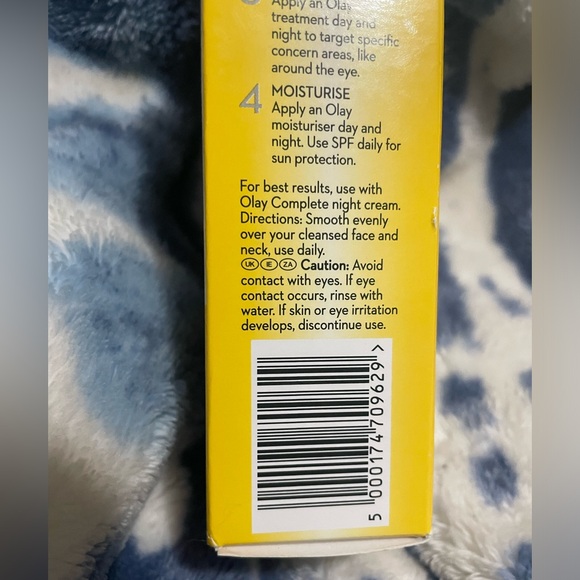 Apply an Olay
treatment day and
night to target specific
concern areas, like
around the eye.
4 MOISTURISE
Apply an Olay
moisturiser day and
night. Use SPF daily for
sun protection.
For best results, use with
Olay Complete night cream.
Directions: Smooth evenly
over your cleansed face and
neck, use daily.
UK IE ZA Caution: Avoid
contact with eyes. If eye
contact occurs, rinse with
water. If skin or eye irritation
develops, discontinue use.
5 000174 709629 >